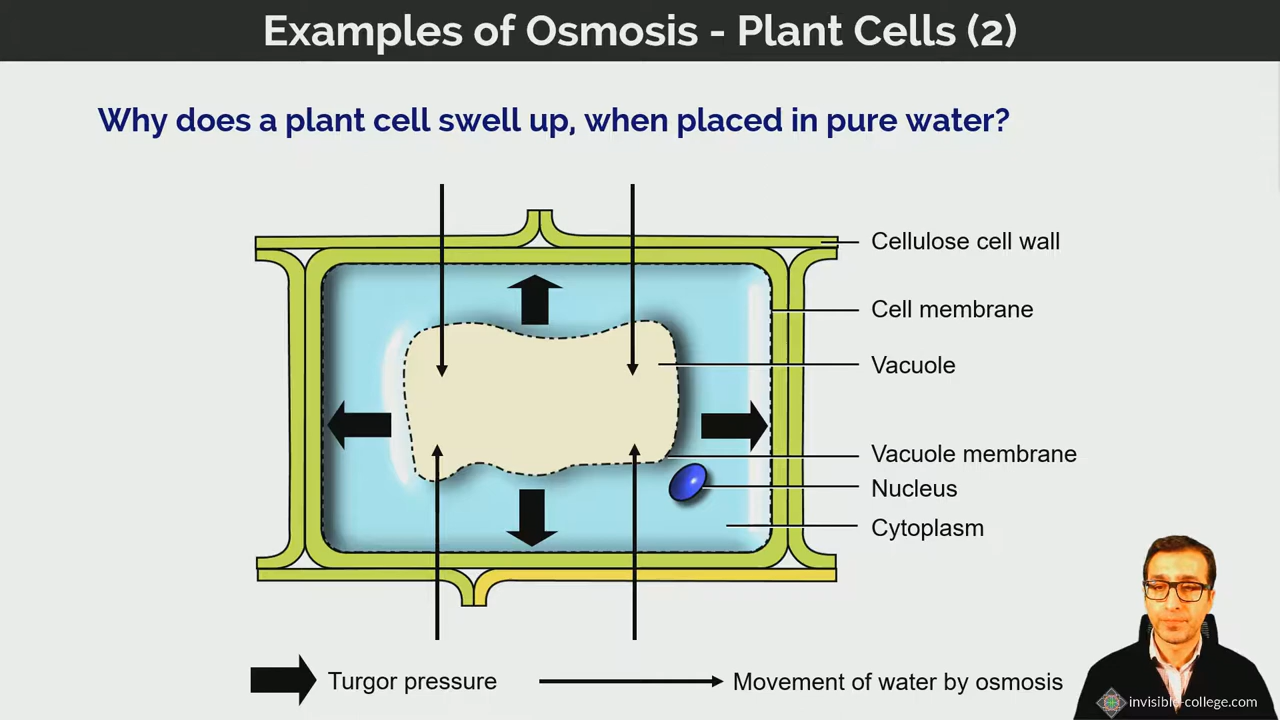 Examples of Osmosis - Plant Cells (2)
Why does a plant cell swell up, when placed in pure water?
Cellulose cell wall
Cell membrane
Vacuole
Vacuole membrane
Nucleus
Cytoplasm
Turgor pressure
Movement of water by osmosis
invisible-college.com